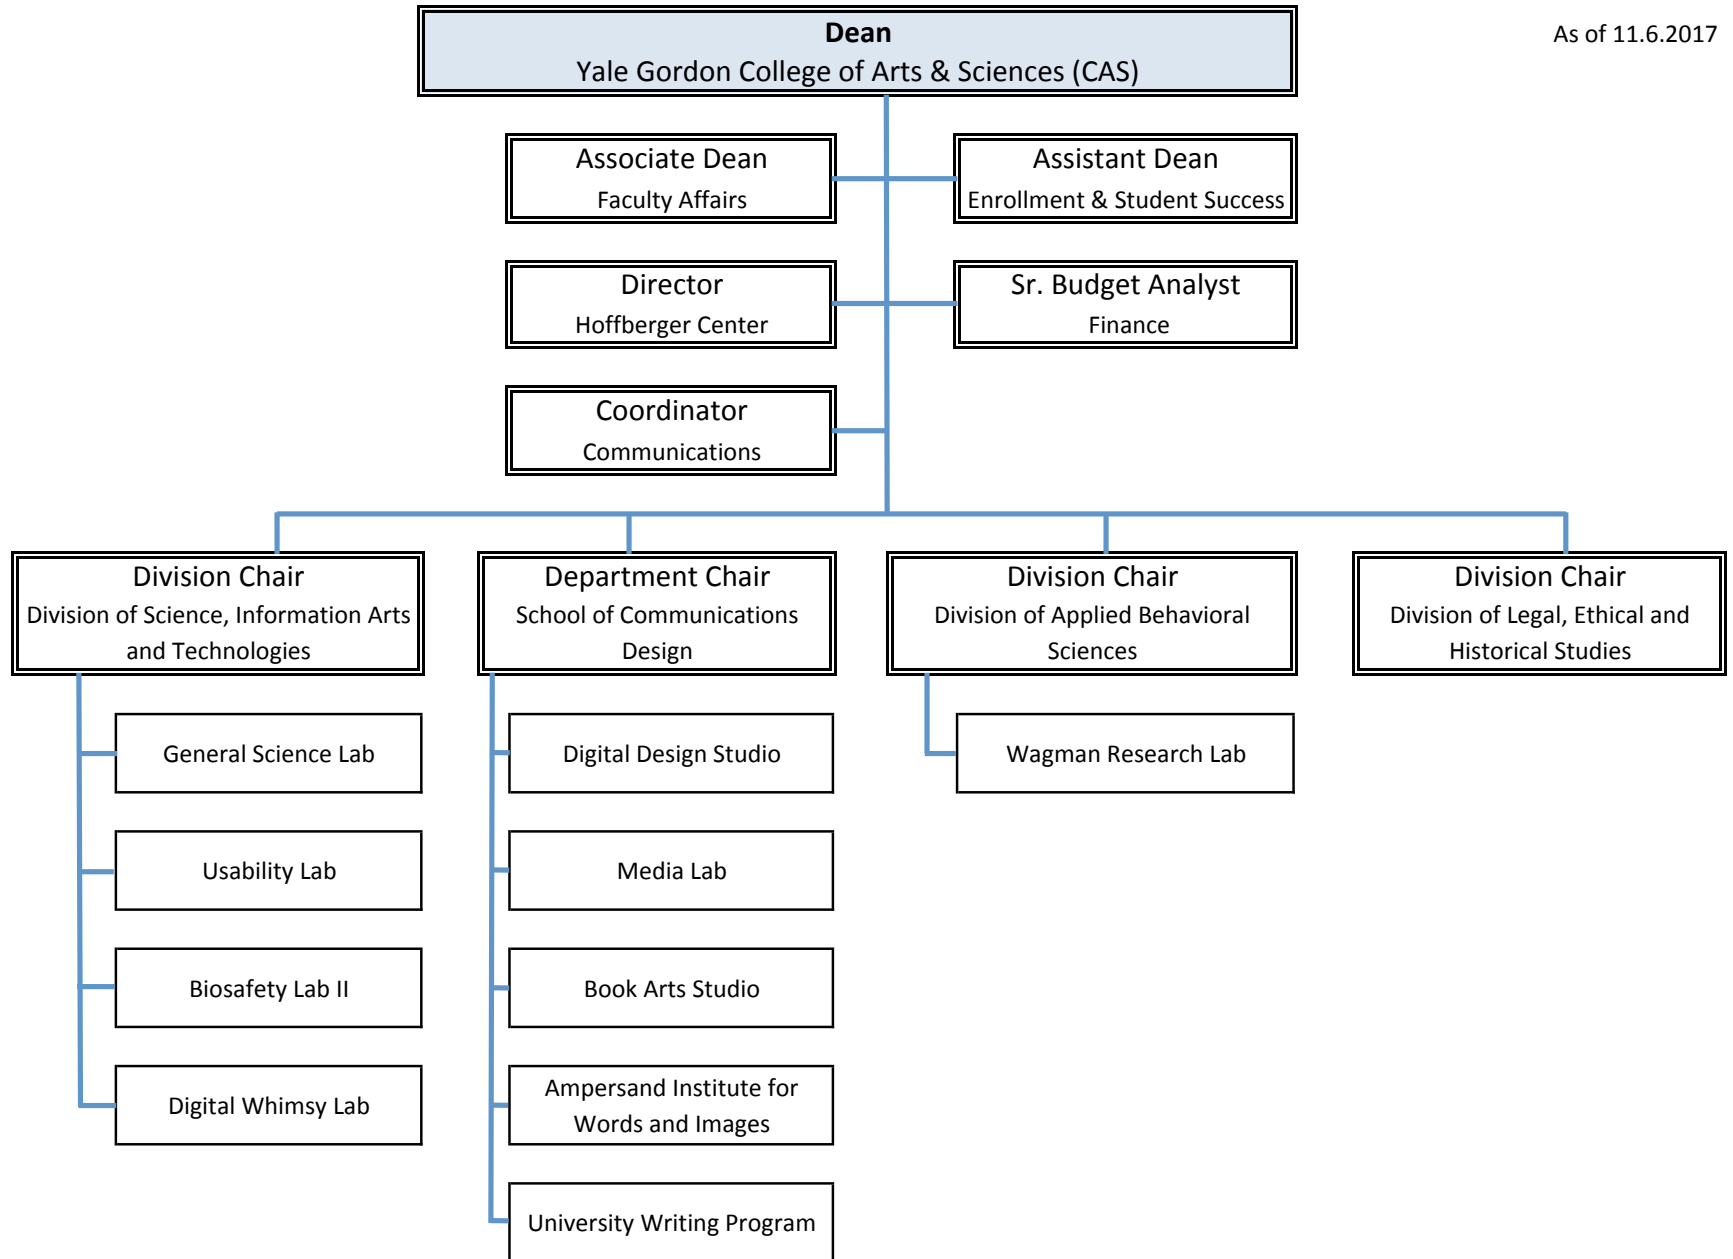 Dean
Yale Gordon College of Arts & Sciences (CAS)
As of 11.6.2017
Associate Dean
Faculty Affairs
Assistant Dean
Enrollment & Student Success
Director
Hoffberger Center
Sr. Budget Analyst
Finance
Coordinator
Communications
Division Chair
Division of Science, Information Arts
and Technologies
Department Chair
School of Communications
Design
Division Chair
Division of Applied Behavioral
Sciences
Division Chair
Division of Legal, Ethical and
Historical Studies
General Science Lab
Usability Lab
Biosafety Lab II
Digital Whimsy Lab
Digital Design Studio
Media Lab
Book Arts Studio
Ampersand Institute for
Words and Images
University Writing Program
Wagman Research Lab